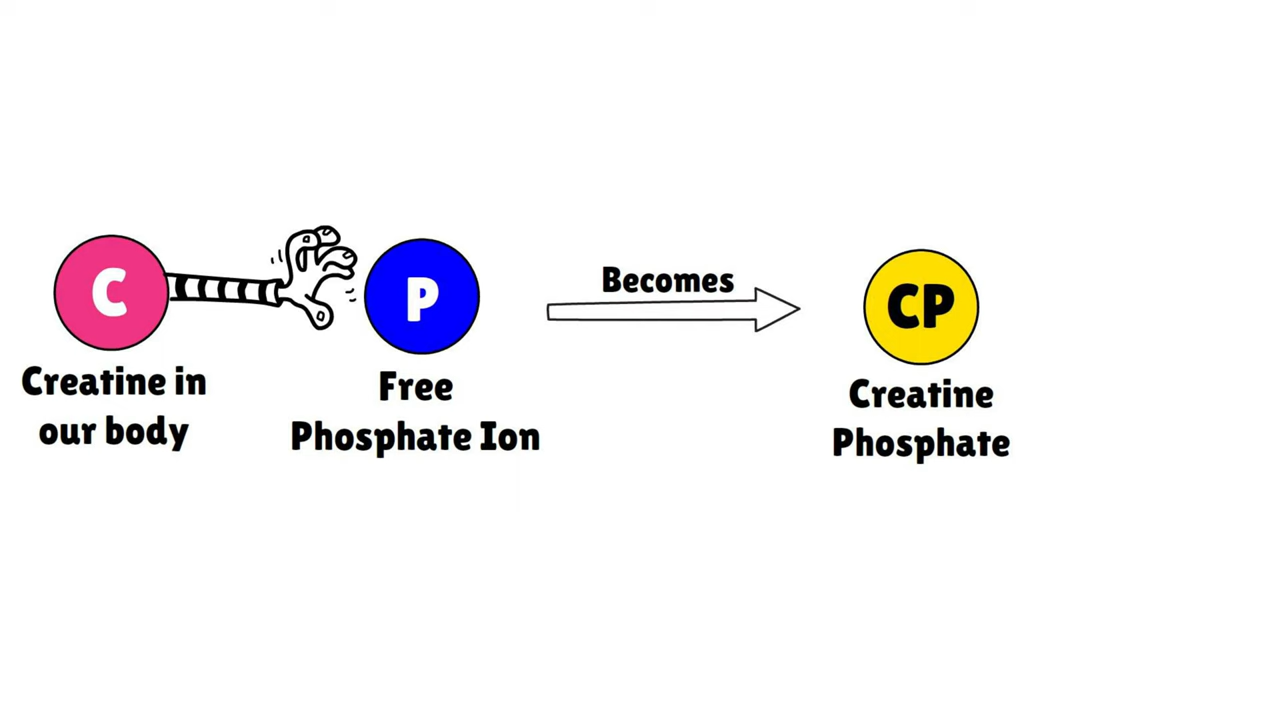 C
Creatine in
our body
P
Free
Phosphate Ion
Becomes
CP
Creatine
Phosphate